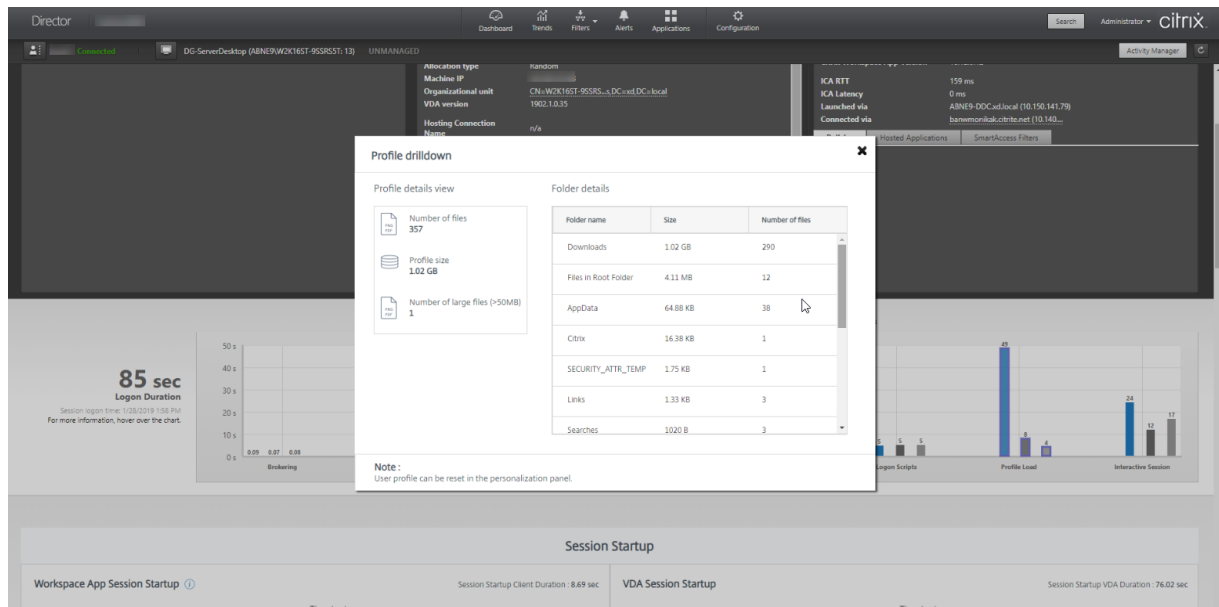 Director
Dashboard
Trends
Filters
Alerts
Applications
Configuration
Search
Administrator
citrix
Connected
DG-ServerDesktop (ABNE9\W2K16ST-9SSRS5T: 13)
UNMANAGED
Activity Manager
Allocation type Random
Machine IP
Organizational unit CN=W2K16ST-9SSRS...s,DC=xd,DC=local
VDA version 1902.1.0.35
Hosting Connection
Name n/a
ICA RTT 159 ms
ICA Latency 0 ms
Launched via ABNE9-DDC.xd.local (10.150.141.79)
Connected via banwmonikak.citrite.net (10.140....
Hosted Applications
SmartAccess Filters
Profile drilldown
Profile details view
Number of files
357
Profile size
1.02 GB
Number of large files (>50MB)
1
Folder details
Folder name Size Number of files
Downloads 1.02 GB 290
Files in Root Folder 4.11 MB 12
AppData 64.88 KB 38
Citrix 16.38 KB 1
SECURITY_ATTR_TEMP 1.75 KB 1
Links 1.33 KB 3
Searches 1020 B 3
Note :
User profile can be reset in the personalization panel.
85 sec
Logon Duration
Session logon time: 1/28/2019 1:58 PM
For more information, hover over the chart.
50 s
40 s
30 s
20 s
10 s
0 s
0.09 0.07 0.08
Brokering
5 5 5
Logon Scripts
49 8 4
Profile Load
24 12 17
Interactive Session
Session Startup
Workspace App Session Startup
Session Startup Client Duration : 8.69 sec
VDA Session Startup
Session Startup VDA Duration : 76.02 sec